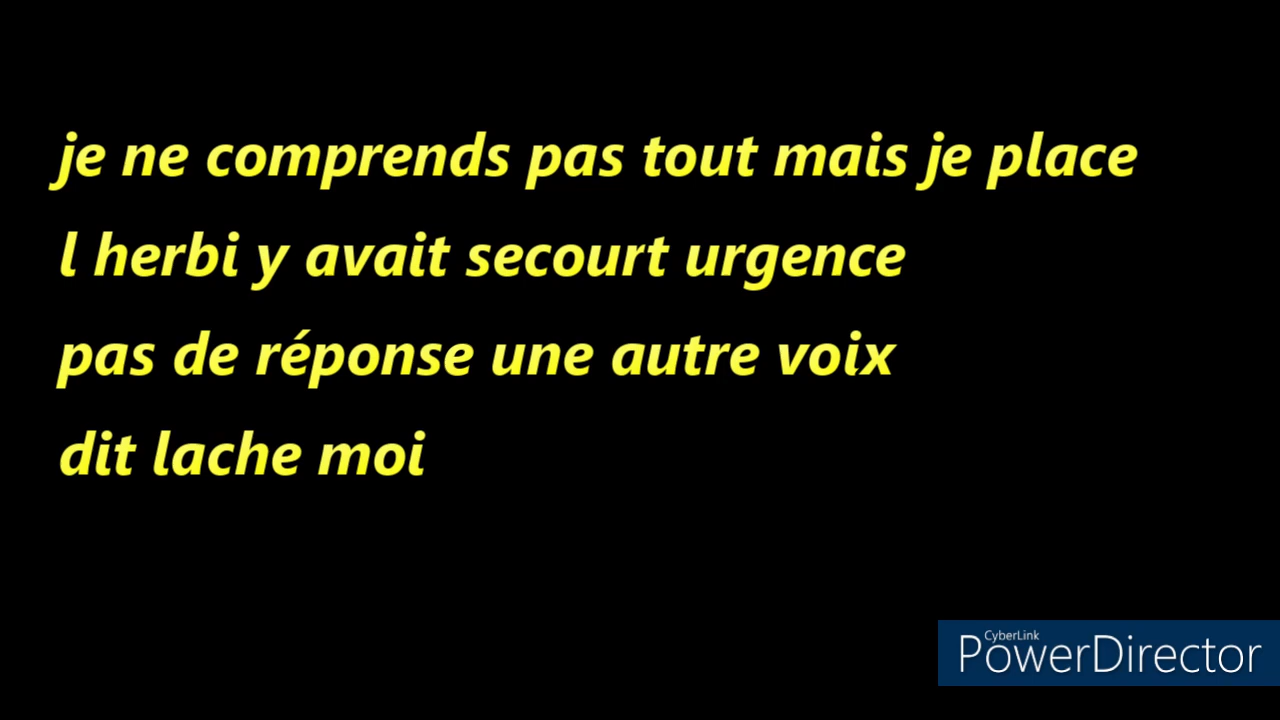 je ne comprends pas tout mais je place
l herbi y avait secourt urgence
pas de réponse une autre voix
dit lache moi
CyberLink
PowerDirector